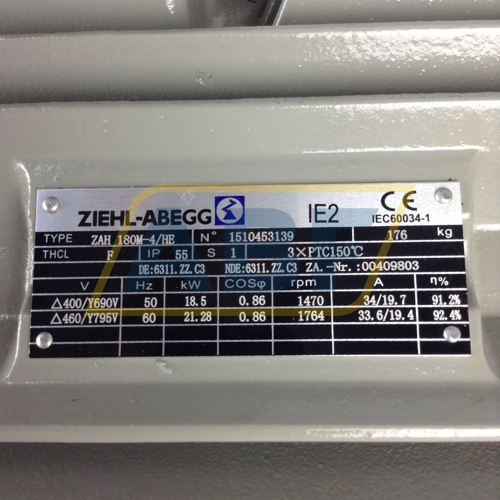 ZIEHL-ABEGG IE2 CE IEC60034-1
TYPE ZAH 180M-4/HE N° 1510453139 176 kg
THCL F IP 55 S 1 3×PTC150℃
DE:6311.ZZ.C3 NDE:6311.ZZ.C3 ZA.-Nr.:00409803
V Hz kW COSφ rpm A η%
△400/Y690V 50 18.5 0.86 1470 34/19.7 91.2%
△460/Y795V 60 21.28 0.86 1764 33.6/19.4 92.4%